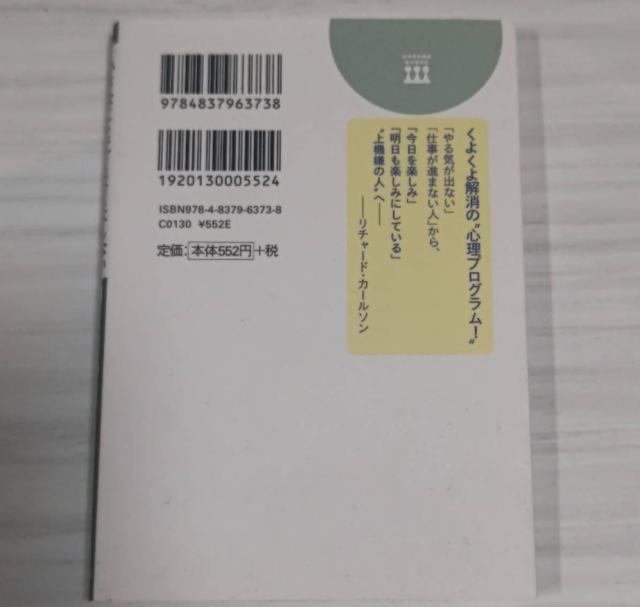 9784837963738
1920130005524
ISBN978-4-8379-6373-8
C0130 ¥552E
定価:本体552円+税
くよくよ解消の“心理プログラム!”
「やる気が出ない」
「仕事が進まない人」から、
「今日を楽しみ」
「明日も楽しみにしている」
“上機嫌の人”へ――
――リチャード・カールソン